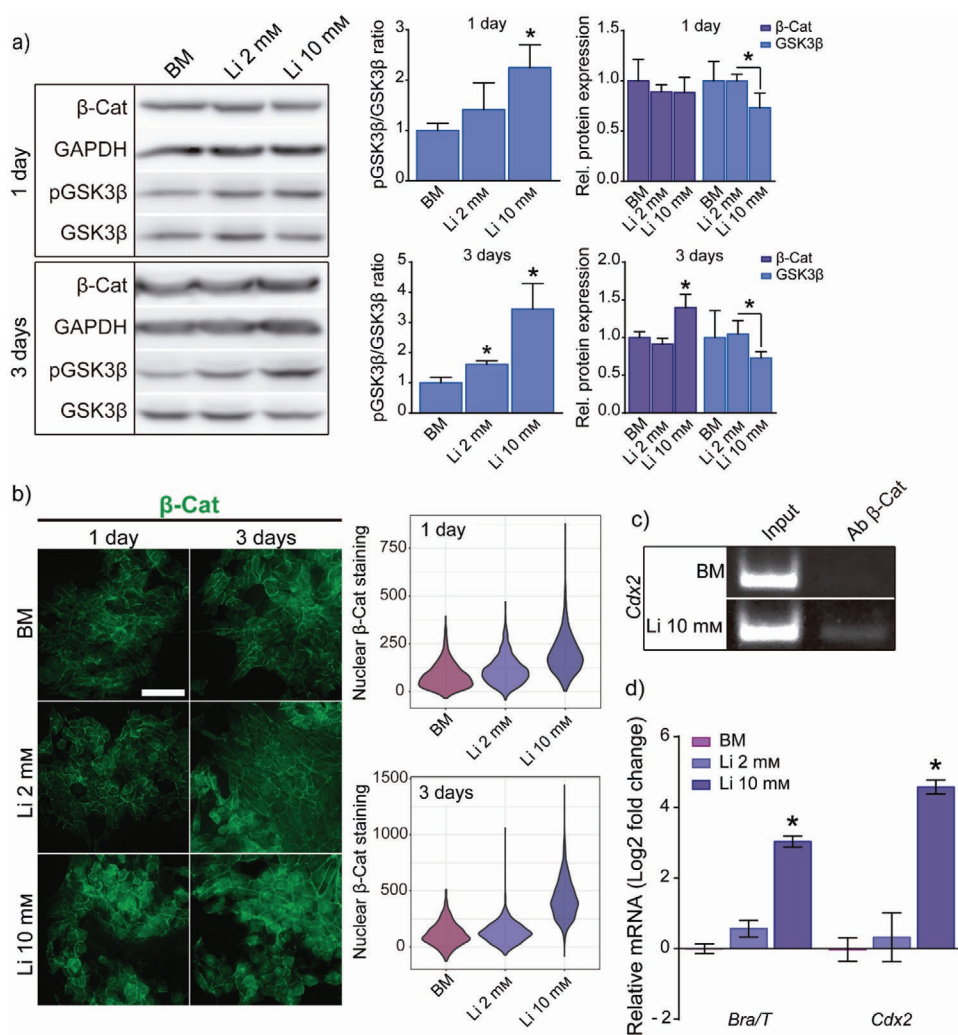 a)
BM
Li 2 mM
Li 10 mM
1 day
β-Cat
GAPDH
pGSK3β
GSK3β
3 days
β-Cat
GAPDH
pGSK3β
GSK3β
1 day
pGSK3β/GSK3β ratio
3
2
1
0
*
BM
Li 2 mM
Li 10 mM
1 day
Rel. protein expression
1.5
1.0
0.5
0.0
β-Cat
GSK3β
*
BM
Li 2 mM
Li 10 mM
BM
Li 2 mM
Li 10 mM
3 days
pGSK3β/GSK3β ratio
5
4
3
2
1
0
*
*
BM
Li 2 mM
Li 10 mM
3 days
Rel. protein expression
2.0
1.5
1.0
0.5
0.0
β-Cat
GSK3β
*
*
BM
Li 2 mM
Li 10 mM
BM
Li 2 mM
Li 10 mM
b)
β-Cat
1 day
3 days
BM
Li 2 mM
Li 10 mM
1 day
Nuclear β-Cat staining
750
500
250
0
BM
Li 2 mM
Li 10 mM
3 days
Nuclear β-Cat staining
1500
1000
500
0
BM
Li 2 mM
Li 10 mM
c)
Input
Ab β-Cat
Cdx2
BM
Li 10 mM
d)
Relative mRNA (Log2 fold change)
6
4
2
0
-2
BM
Li 2 mM
Li 10 mM
*
*
Bra/T
Cdx2